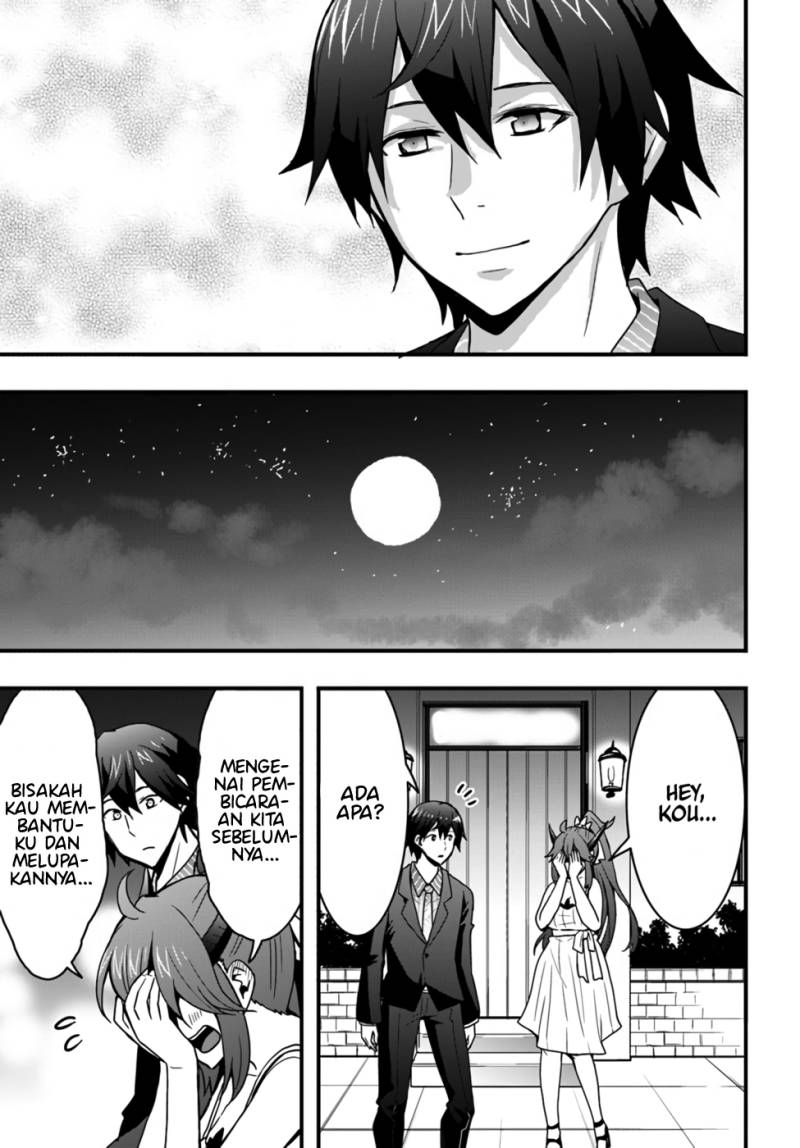 HEY,
KOU...
ADA
APA?
MENGE-
NAI PEM-
BICARA-
AN KITA
SEBELUM-
NYA...
BISAKAH
KAU MEM-
BANTU-
KU DAN
MELUPA-
KANNYA...